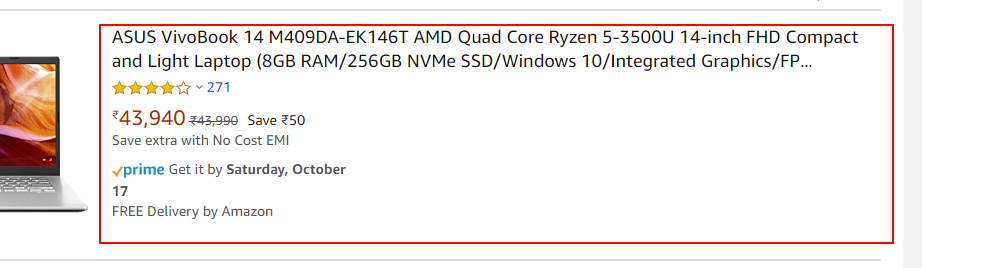 ASUS VivoBook 14 M409DA-EK146T AMD Quad Core Ryzen 5-3500U 14-inch FHD Compact
and Light Laptop (8GB RAM/256GB NVMe SSD/Windows 10/Integrated Graphics/FP...
271
₹43,940 ₹43,990 Save ₹50
Save extra with No Cost EMI
prime Get it by Saturday, October
17
FREE Delivery by Amazon